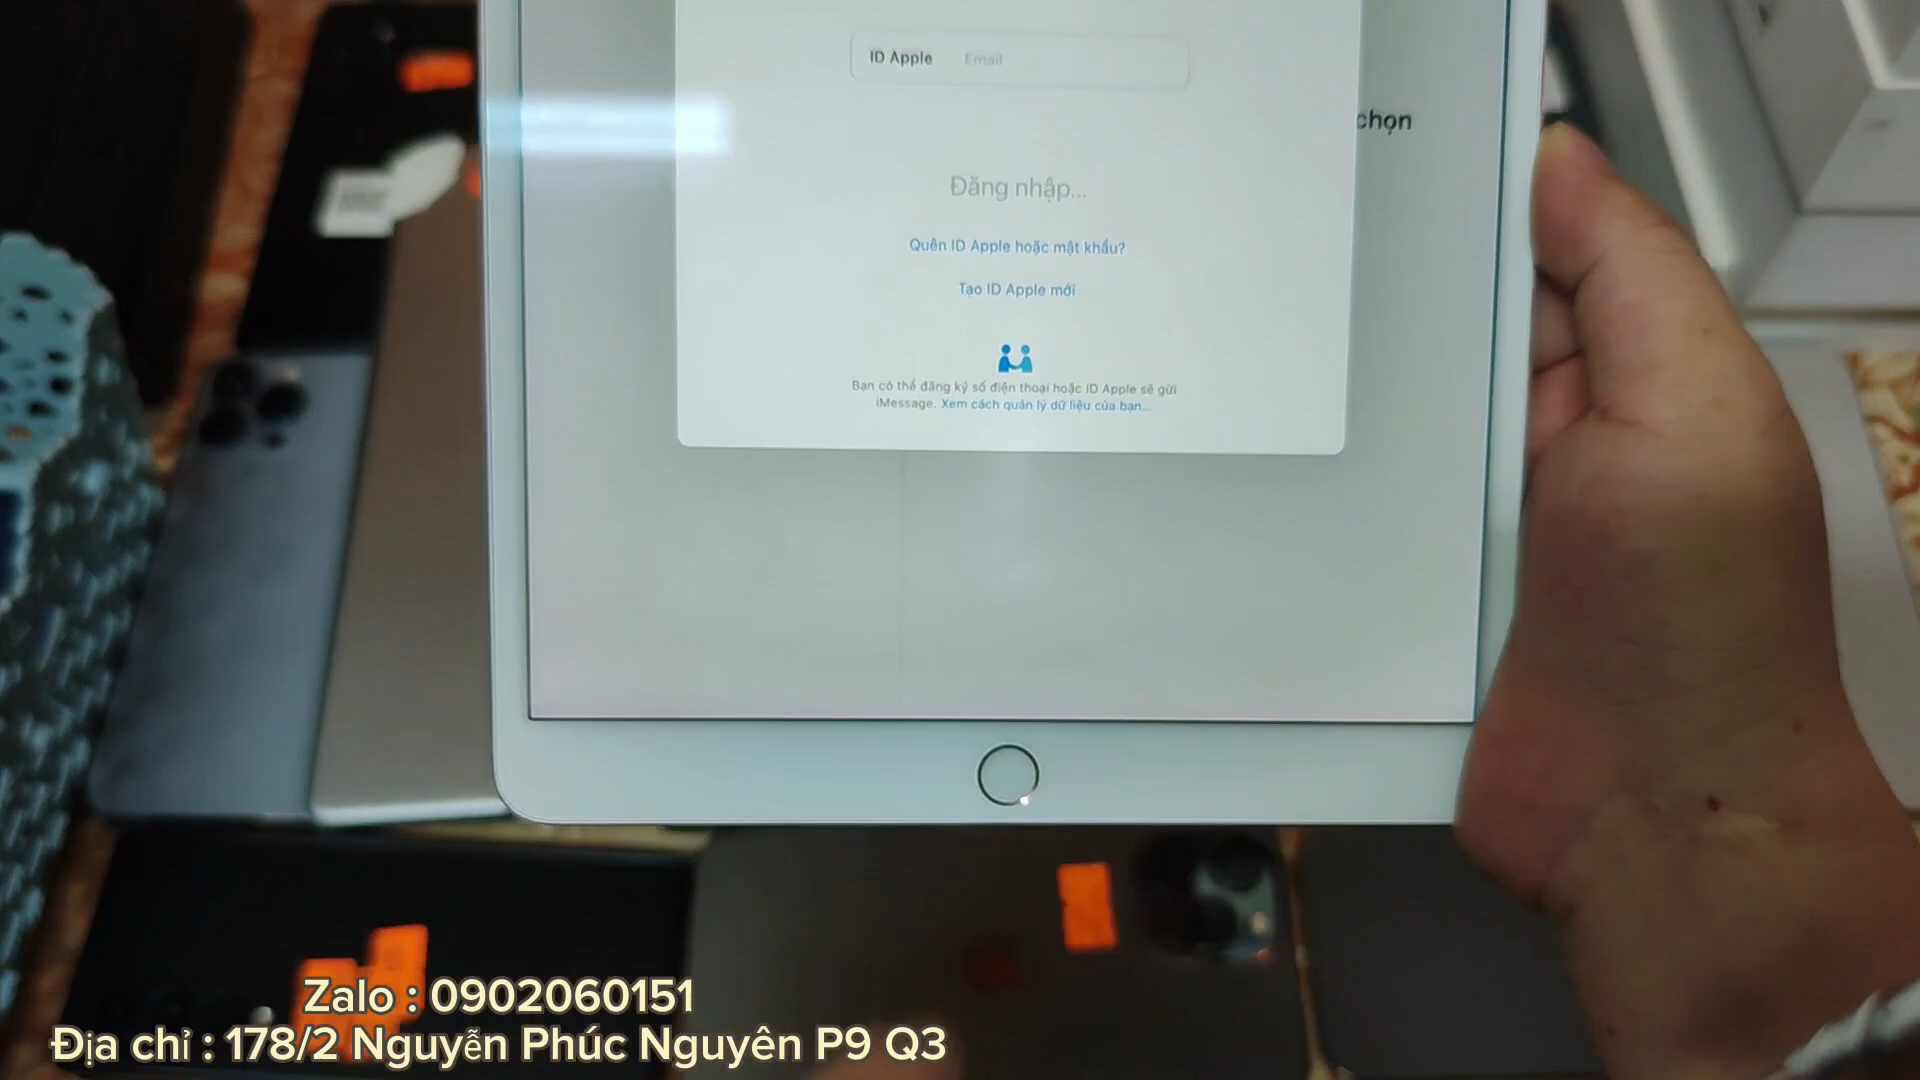 ID Apple Email
chọn
Đăng nhập...
Quên ID Apple hoặc mật khẩu?
Tạo ID Apple mới
Bạn có thể đăng ký số điện thoại hoặc ID Apple sẽ gửi
iMessage. Xem cách quản lý dữ liệu của bạn...
Zalo : 0902060151
Địa chỉ : 178/2 Nguyễn Phúc Nguyên P9 Q3